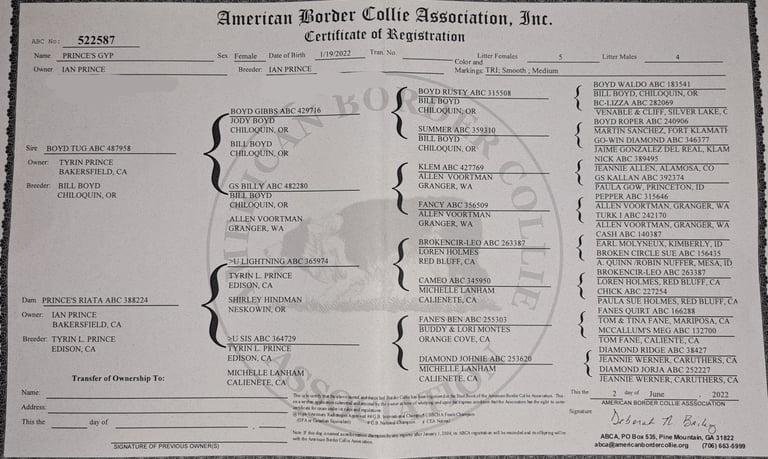 American Border Collie Association, Inc.
Certificate of Registration
ABC No: 522587
Name PRINCE'S GYP Sex Female Date of Birth 1/19/2022 Tran. No. Litter Females 5 Litter Males 4
Owner IAN PRINCE Breeder: IAN PRINCE Color and Markings: TRI; Smooth ; Medium
Sire BOYD TUG ABC 487958
Owner: TYRIN PRINCE
BAKERSFIELD, CA
Breeder: BILL BOYD
CHILOQUIN, OR
Dam PRINCE'S RIATA ABC 388224
Owner: IAN PRINCE
BAKERSFIELD, CA
Breeder: TYRIN L. PRINCE
EDISON, CA
BOYD GIBBS ABC 429716
JODY BOYD
CHILOQUIN, OR
BILL BOYD
CHILOQUIN, OR
GS BILLY ABC 482280
BILL BOYD
CHILOQUIN, OR
ALLEN VOORTMAN
GRANGER, WA
>U LIGHTNING ABC 365974
TYRIN L. PRINCE
EDISON, CA
SHIRLEY HINDMAN
NESKOWIN, OR
>U SIS ABC 364729
TYRIN L. PRINCE
EDISON, CA
MICHELLE LANHAM
CALIENETE, CA
BOYD RUSTY ABC 315508
BILL BOYD
CHILOQUIN, OR
SUMMER ABC 359310
BILL BOYD
CHILOQUIN, OR
KLEM ABC 427769
ALLEN VOORTMAN
GRANGER, WA
FANCY ABC 356509
ALLEN VOORTMAN
GRANGER, WA
BROKENCIR-LEO ABC 263387
LOREN HOLMES
RED BLUFF, CA
CAMEO ABC 345950
MICHELLE LANHAM
CALIENETE, CA
FANE'S BEN ABC 255303
BUDDY & LORI MONTES
ORANGE COVE, CA
DIAMOND JOHNIE ABC 253620
MICHELLE LANHAM
CALIENETE, CA
BOYD WALDO ABC 183541
BILL BOYD, CHILOQUIN, OR
BC-LIZZA ABC 282069
VENABLE & CLIFF, SILVER LAKE, C
BOYD ROPER ABC 240906
MARTIN SANCHEZ, FORT KLAMATH
GO-WIN DIAMOND ABC 346377
JAIME GONZALEZ DEL REAL, KLAM
NICK ABC 389495
JEANNIE ALLEN, ALAMOSA, CO
GS KALLAN ABC 392374
PAULA GOW, PRINCETON, ID
PEPPER ABC 315646
ALLEN VOORTMAN, GRANGER, WA
TURK I ABC 242170
ALLEN VOORTMAN, GRANGER, WA
CASH ABC 140387
EARL MOLYNEUX, KIMBERLY, ID
BROKEN CIRCLE SUE ABC 156435
A. QUINN /ROBIN NUFFER, MESA, ID
BROKENCIR-LEO ABC 263387
LOREN HOLMES, RED BLUFF, CA
CHICK ABC 227254
PAULA SUE HOLMES, RED BLUFF, CA
FANES QUIRT ABC 166288
TOM & TINA FANE, MARIPOSA, CA
MCCALLUM'S MEG ABC 132700
TOM FANE, CALIENTE, CA
DIAMOND RIDGE ABC 38427
JEANNIE WERNER, CARUTHERS, CA
DIAMOND JORJA ABC 252227
JEANNIE WERNER, CARUTHERS, CA
Transfer of Ownership To:
Name:
Address:
This the day of
SIGNATURE OF PREVIOUS OWNER(S)
This the 2 day of June , 2022
AMERICAN BORDER COLLIE ASSSOCIATION
Signature Deborah N. Bailey
ABCA, PO Box 535, Pine Mountain, GA 31822
abca@americanbordercollie.org (706) 663-5999
AMERICAN BORDER COLLIE ASSOCIATION